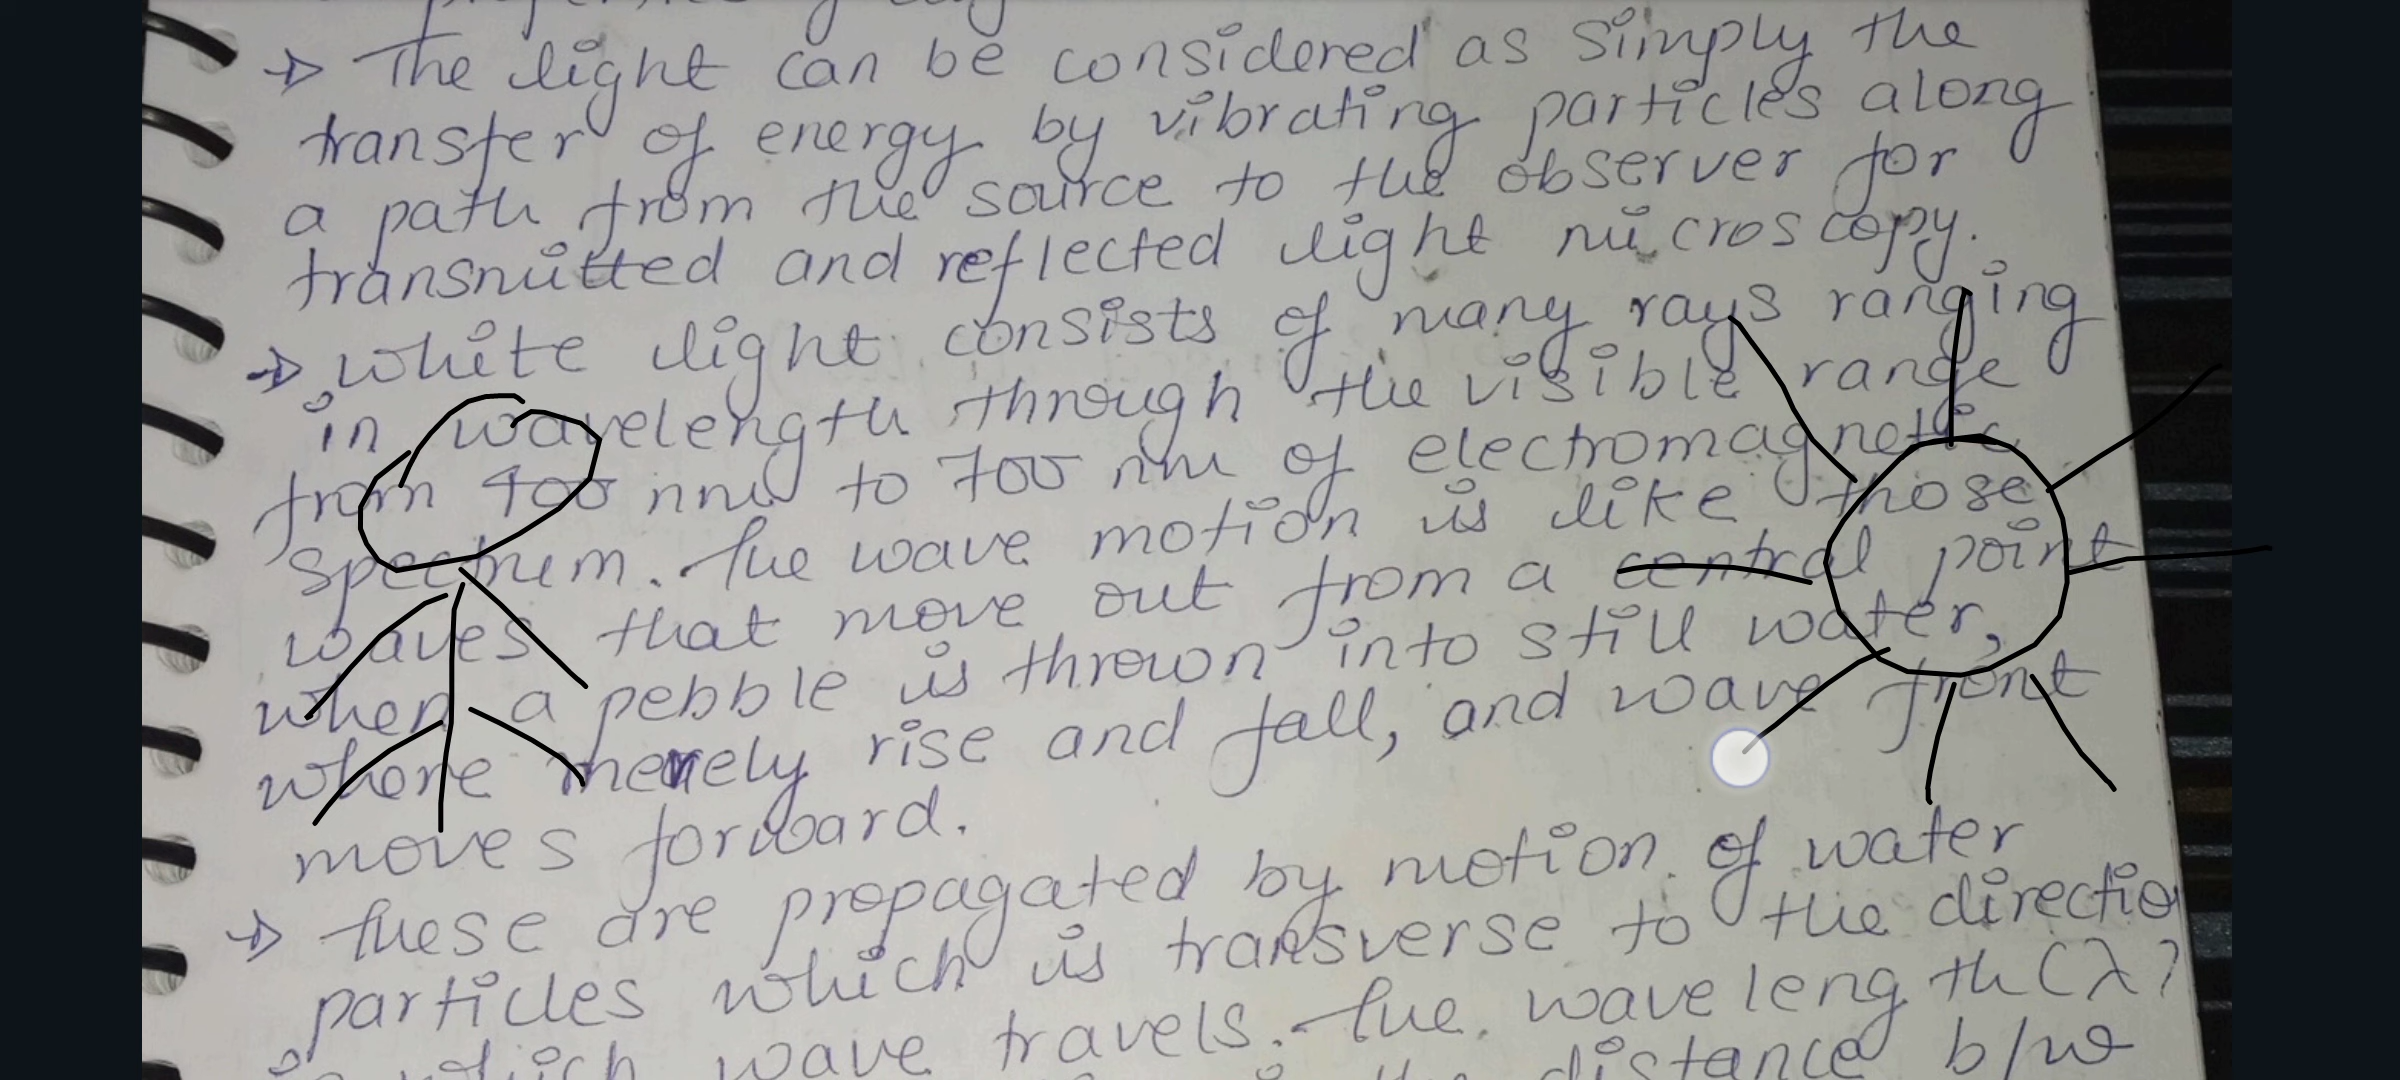 → The light can be considered as simply the
transfer of energy by vibrating particles along
a path from the source to the observer for
transmitted and reflected light microscopy.
→ White light consists of many rays ranging
in wavelength through the visible range
from 400 nm to 700 nm of electromagnetic
spectrum. The wave motion is like those
waves that move out from a central point
when a pebble is thrown into still water,
where merely rise and fall, and wave front
moves forward.
→ These are propagated by motion of water
particles which is transverse to the directio
in which wave travels. The wavelength (λ)
distance b/w